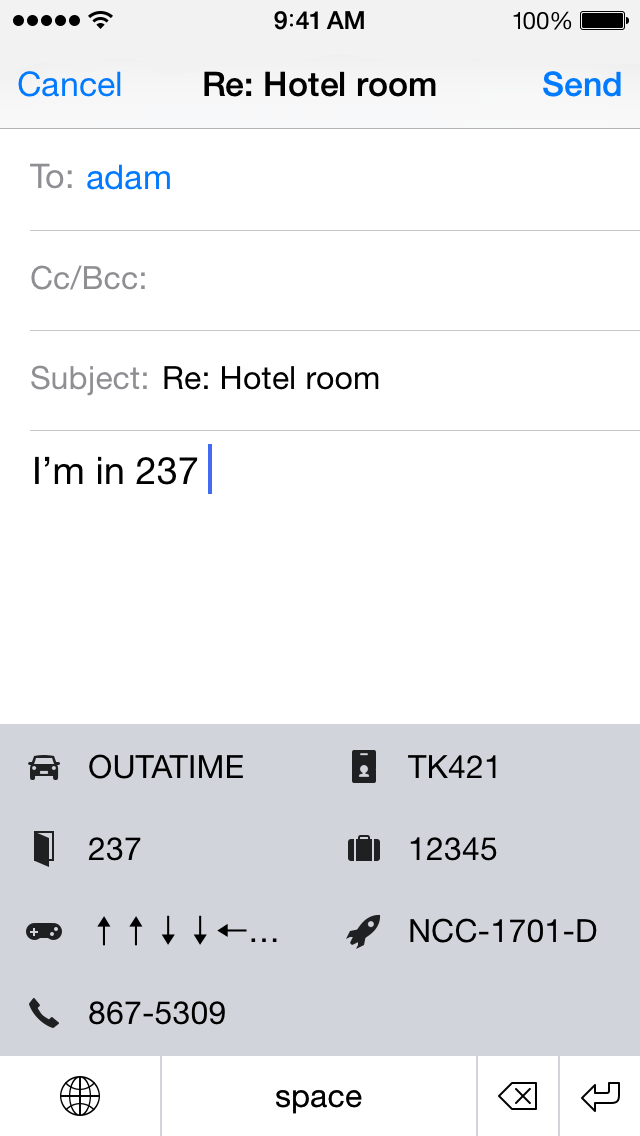 9:41 AM 100%
Cancel Re: Hotel room Send
To: adam
Cc/Bcc:
Subject: Re: Hotel room
I’m in 237
OUTATIME TK421
237 12345
↑ ↑ ↓ ↓ ←...
NCC-1701-D
867-5309
space